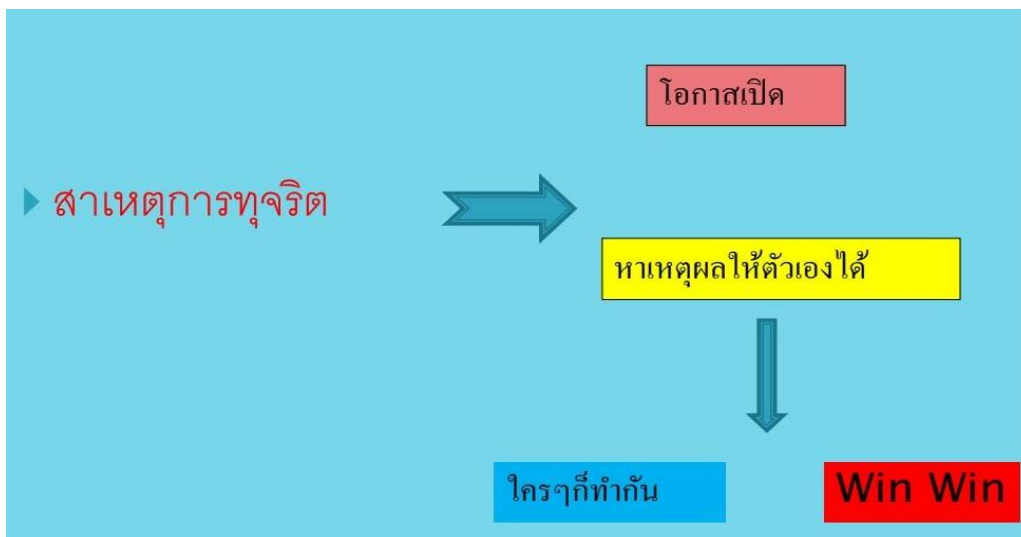 โอกาสเปิด
สาเหตุการทุจริต
หาเหตุผลให้ตัวเองได้
ใครๆก็ทำกัน
Win Win